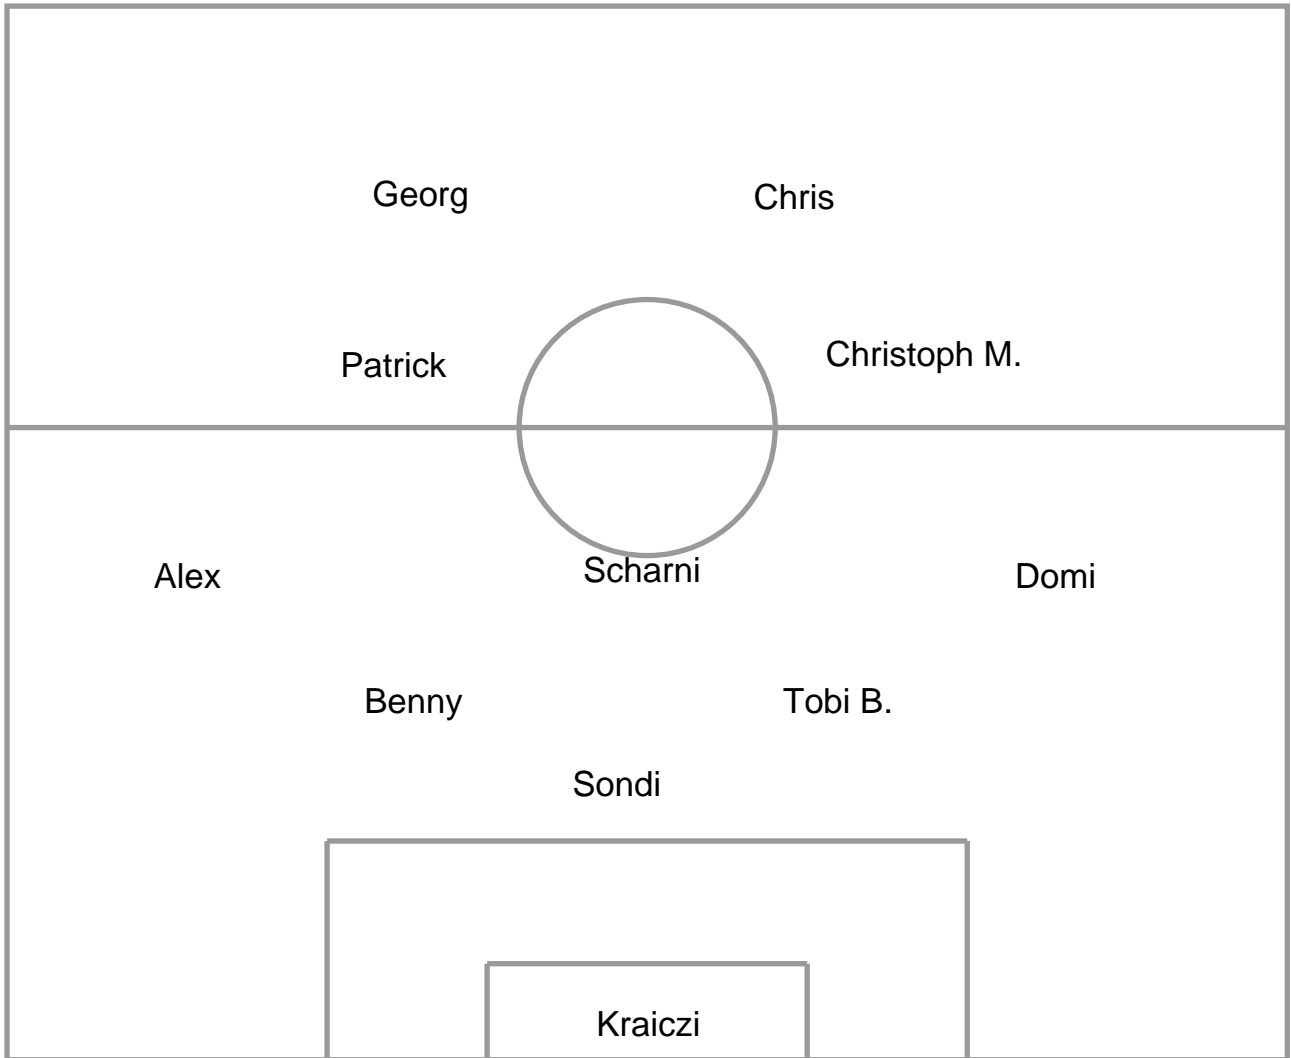 Georg
Chris
Patrick
Christoph M.
Alex
Scharni
Domi
Benny
Tobi B.
Sondi
Kraiczi